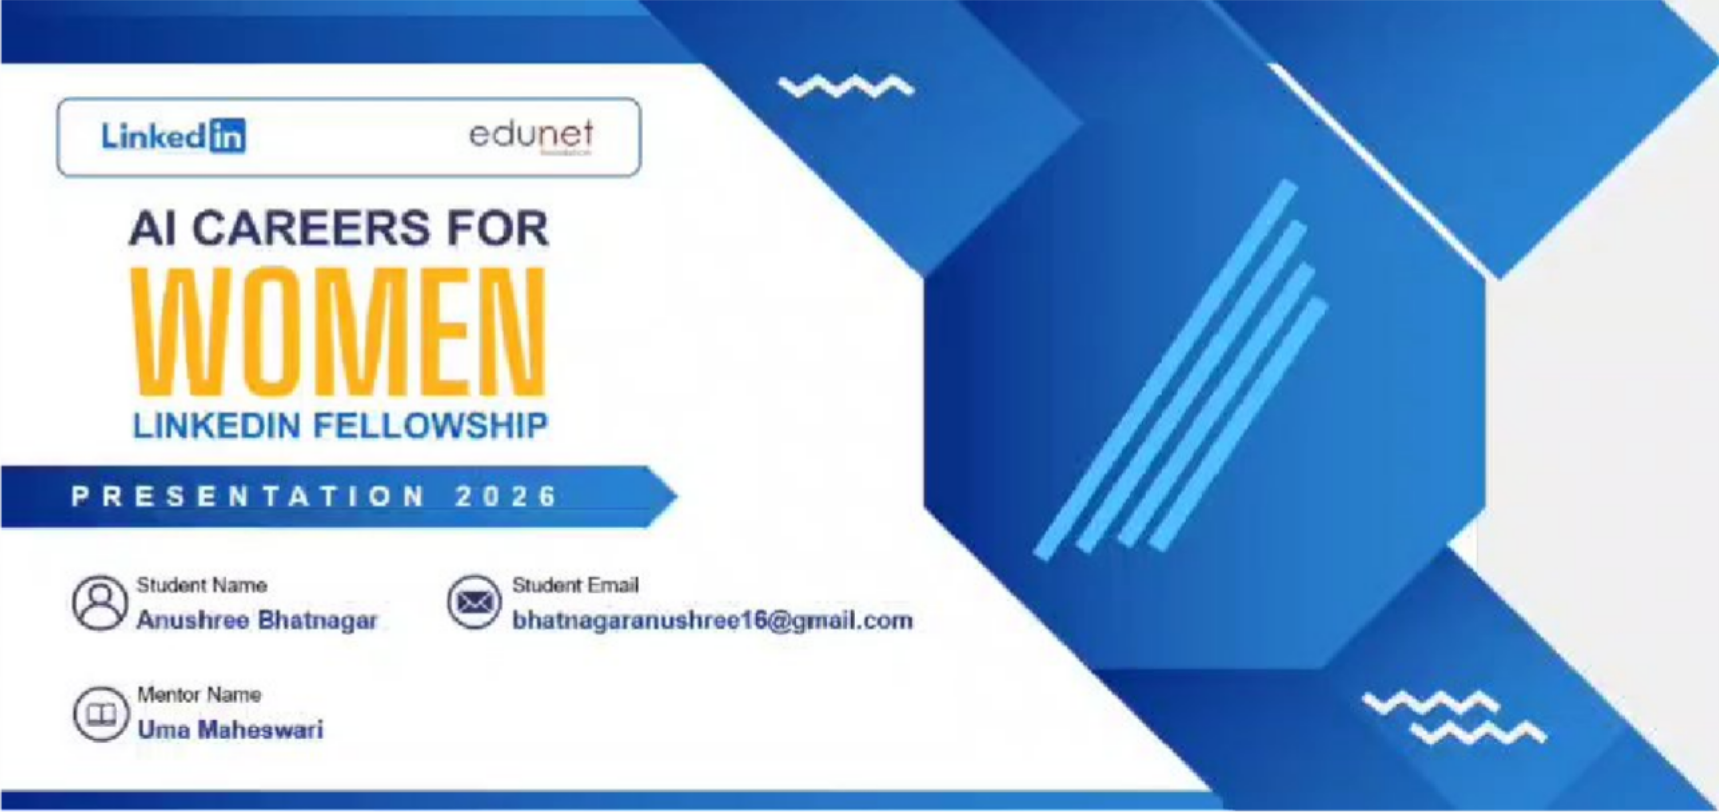 Linkedin
edunet
AI CAREERS FOR
WOMEN
LINKEDIN FELLOWSHIP
PRESENTATION 2026
Student Name
Anushree Bhatnagar
Student Email
bhatnagaranushree16@gmail.com
Mentor Name
Uma Maheswari